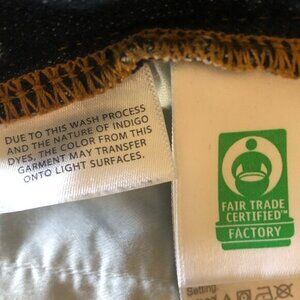 DUE TO THIS WASH PROCESS
AND THE NATURE OF INDIGO
DYES, THE COLOR FROM THIS
GARMENT MAY TRANSFER
ONTO LIGHT SURFACES.
FAIR TRADE
CERTIFIED™
FACTORY
Setting